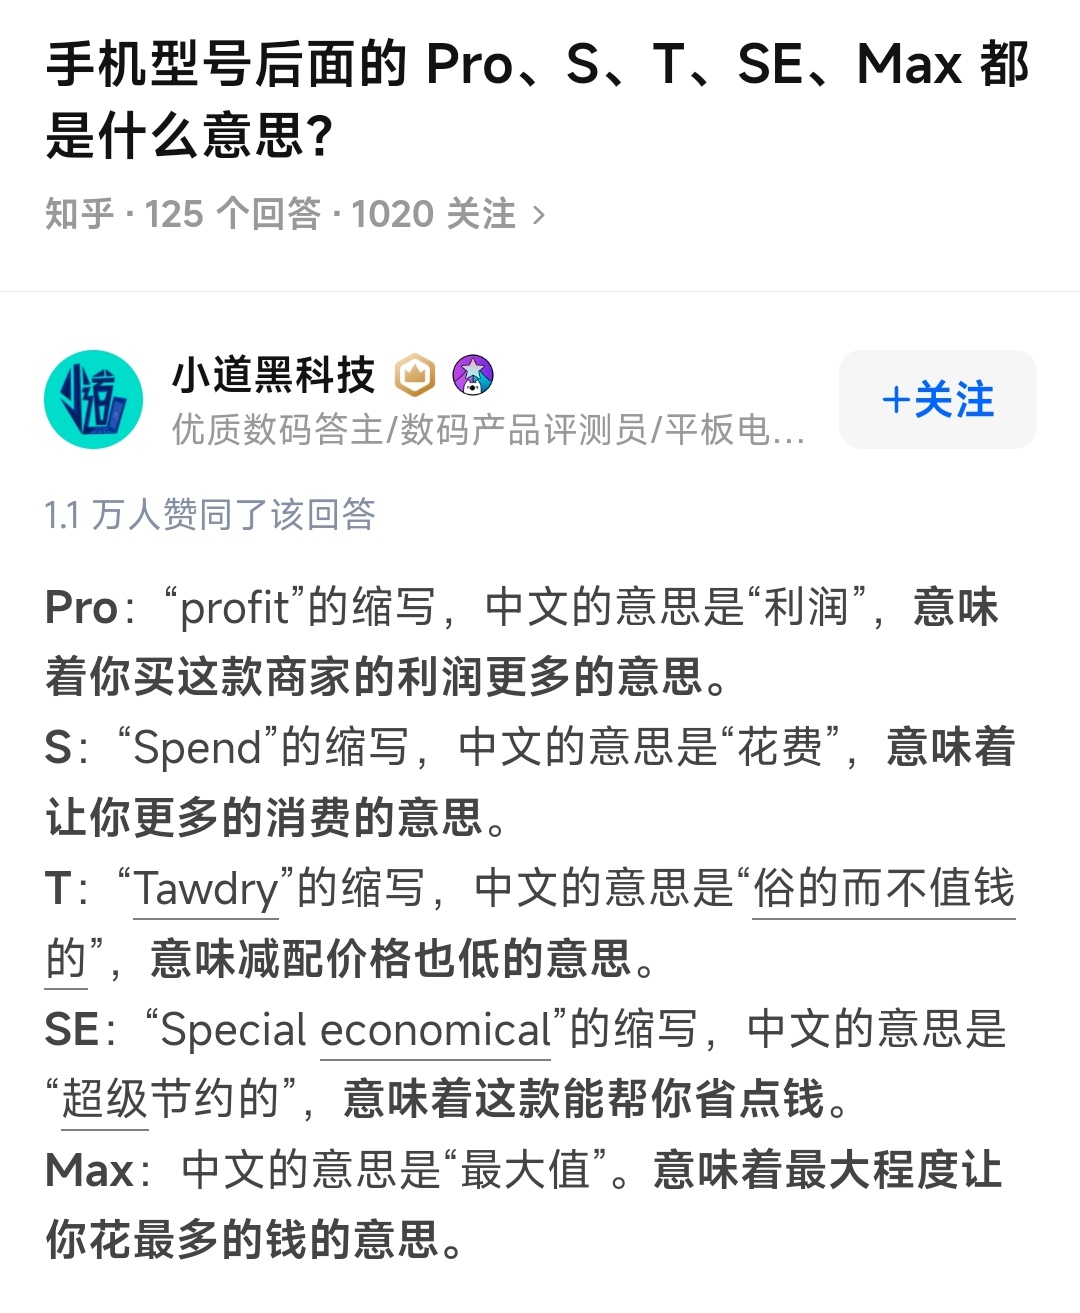 手机型号后面的 Pro、S、T、SE、Max 都
是什么意思?
知乎 · 125 个回答 · 1020 关注 >
小道黑科技
优质数码答主/数码产品评测员/平板电...
+关注
1.1 万人赞同了该回答
Pro：“profit”的缩写，中文的意思是“利润”，意味
着你买这款商家的利润更多的意思。
S：“Spend”的缩写，中文的意思是“花费”，意味着
让你更多的消费的意思。
T：“Tawdry”的缩写，中文的意思是“俗的而不值钱
的”，意味减配价格也低的意思。
SE：“Special economical”的缩写，中文的意思是
“超级节约的”，意味着这款能帮你省点钱。
Max：中文的意思是“最大值”。意味着最大程度让
你花最多的钱的意思。